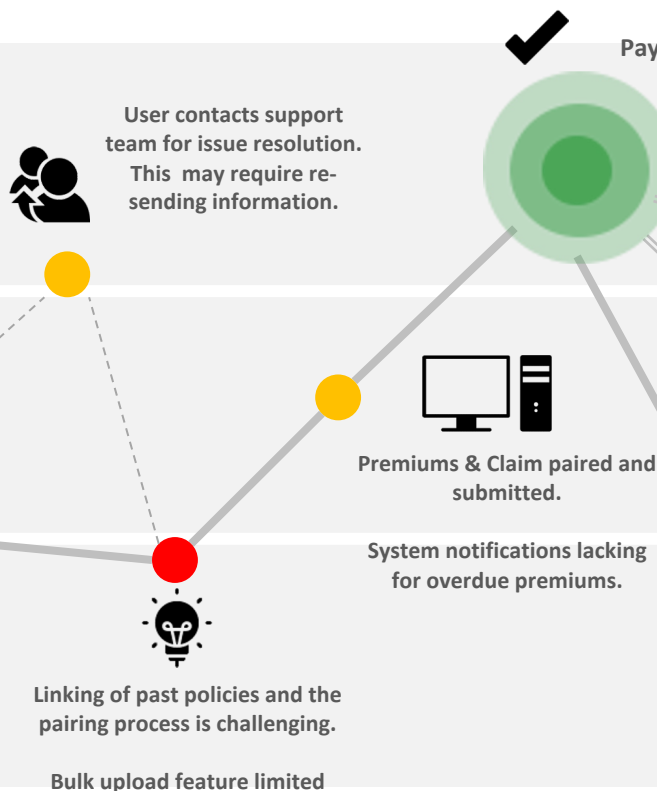 Pay
User contacts support
team for issue resolution.
This may require re-
sending information.
Premiums & Claim paired and
submitted.
System notifications lacking
for overdue premiums.
Linking of past policies and the
pairing process is challenging.
Bulk upload feature limited